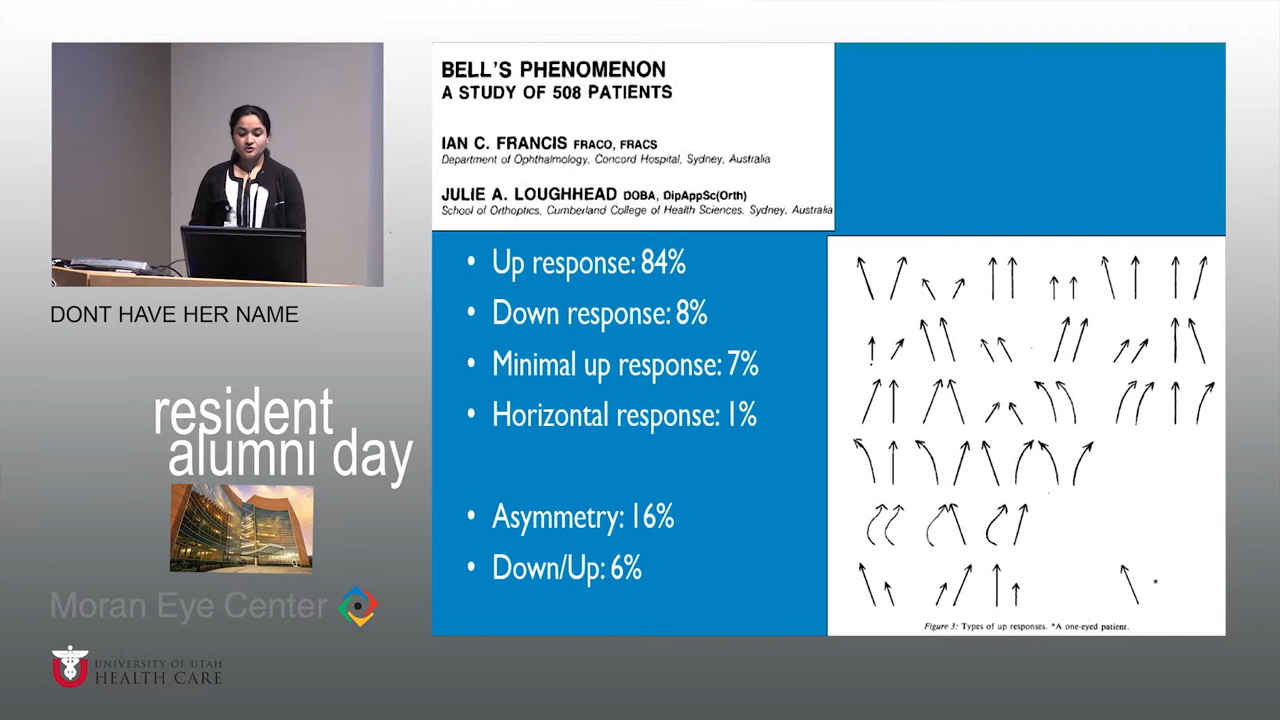 BELL'S PHENOMENON
A STUDY OF 508 PATIENTS
IAN C. FRANCIS FRACO, FRACS
Department of Ophthalmology, Concord Hospital, Sydney, Australia
JULIE A. LOUGHHEAD DOBA, DipAppSc(Orth)
School of Orthoptics, Cumberland College of Health Sciences, Sydney, Australia
• Up response: 84%
• Down response: 8%
• Minimal up response: 7%
• Horizontal response: 1%
• Asymmetry: 16%
• Down/Up: 6%
*
Figure 3: Types of up responses. *A one-eyed patient.
DONT HAVE HER NAME
resident
alumni day
Moran Eye Center
U
UNIVERSITY OF UTAH
HEALTH CARE